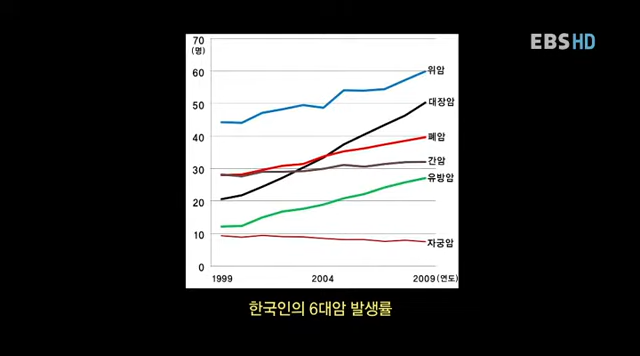 EBS HD
70
(명)
60
50
40
30
20
10
0
위암
대장암
폐암
간암
유방암
자궁암
1999 2004 2009(연도)
한국인의 6대암 발생률